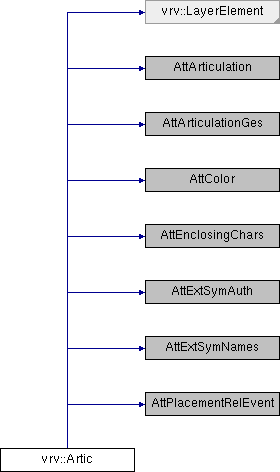 vrv::LayerElement
AttArticulation
AttArticulationGes
AttColor
AttEnclosingChars
AttExtSymAuth
AttExtSymNames
AttPlacementRelEvent
vrv::Artic